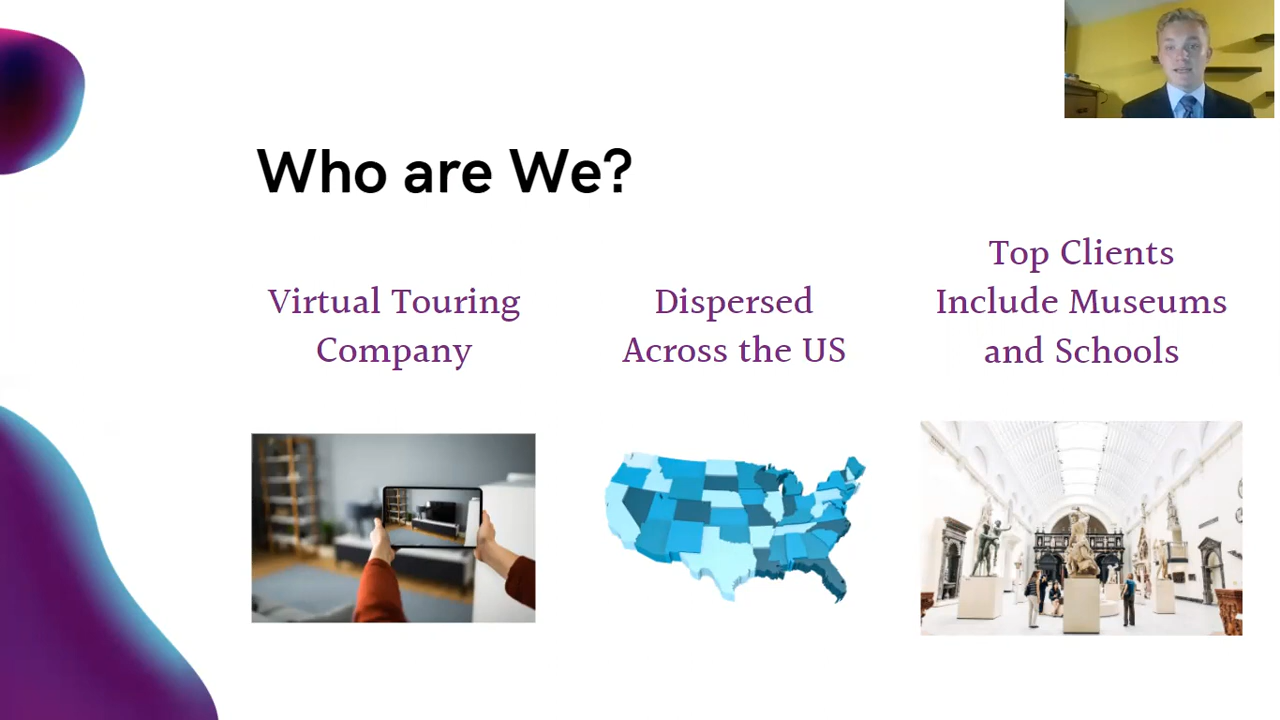 Who are We?
Virtual Touring
Company
Dispersed
Across the US
Top Clients
Include Museums
and Schools